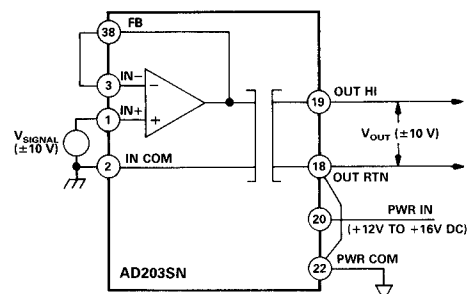 38
FB
3
IN−
−
1
IN+
+
V_SIGNAL
(±10 V)
2
IN COM
19
OUT HI
V_OUT (±10 V)
18
OUT RTN
20
PWR IN
(+12V TO +16V DC)
22
PWR COM
AD203SN